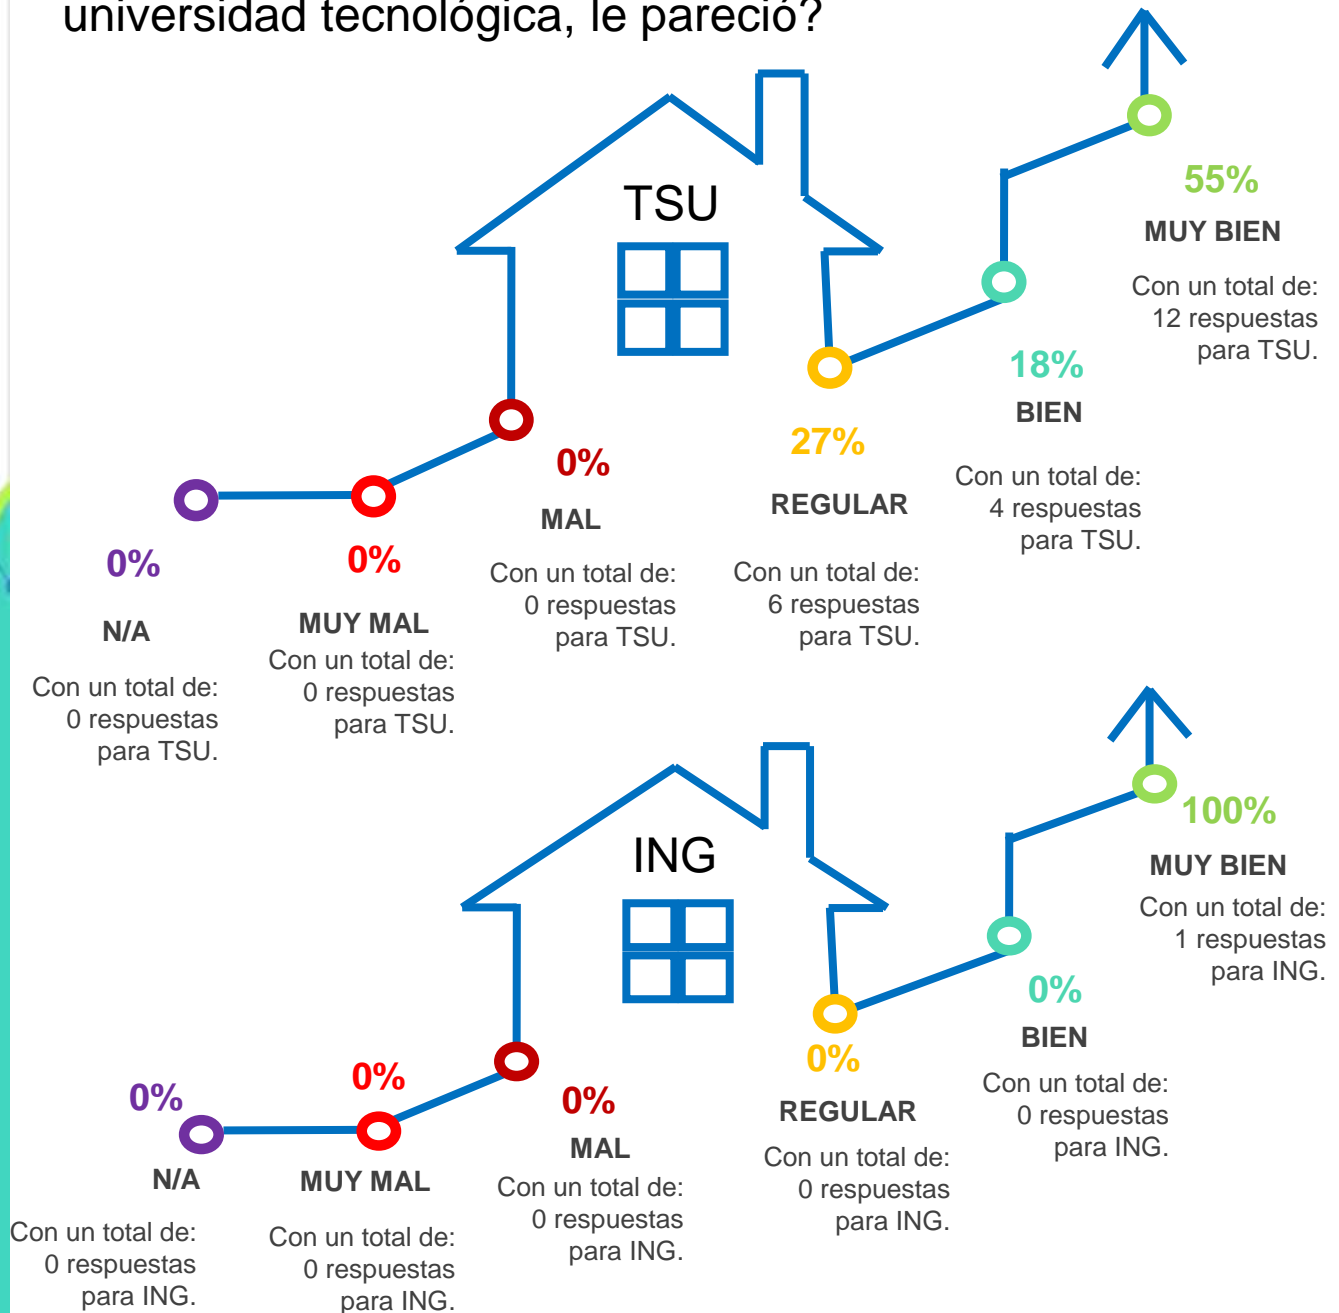 universidad tecnológica, le pareció?
TSU
55%
MUY BIEN
Con un total de:
12 respuestas
para TSU.
18%
BIEN
Con un total de:
4 respuestas
para TSU.
27%
REGULAR
Con un total de:
6 respuestas
para TSU.
0%
MAL
Con un total de:
0 respuestas
para TSU.
0%
MUY MAL
Con un total de:
0 respuestas
para TSU.
0%
N/A
Con un total de:
0 respuestas
para TSU.
ING
100%
MUY BIEN
Con un total de:
1 respuestas
para ING.
0%
BIEN
Con un total de:
0 respuestas
para ING.
0%
REGULAR
Con un total de:
0 respuestas
para ING.
0%
MAL
Con un total de:
0 respuestas
para ING.
0%
MUY MAL
Con un total de:
0 respuestas
para ING.
0%
N/A
Con un total de:
0 respuestas
para ING.